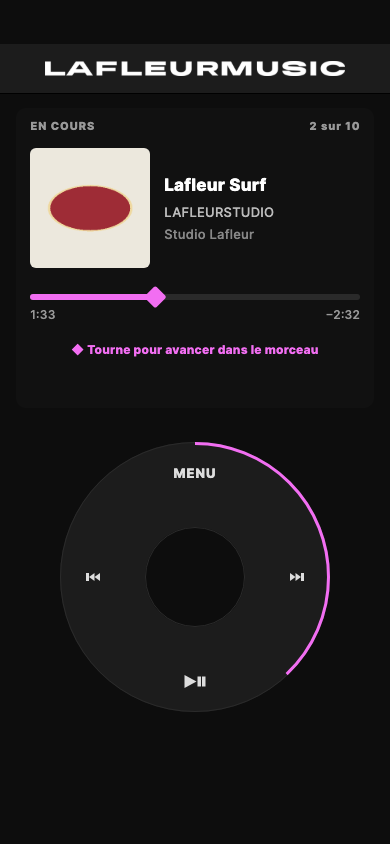 LAFLEURMUSIC
EN COURS
2 sur 10
Lafleur Surf
LAFLEURSTUDIO
Studio Lafleur
1:33
−2:32
◆ Tourne pour avancer dans le morceau
MENU